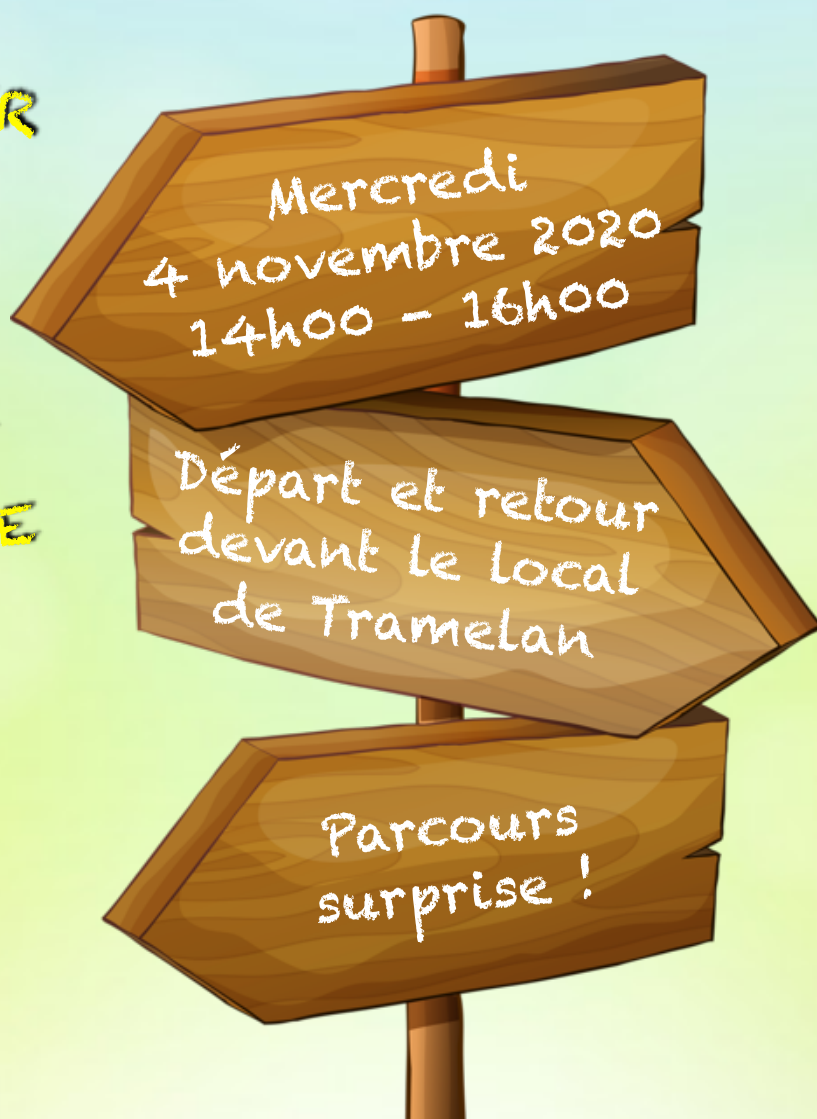 R
Mercredi
4 novembre 2020
14h00 - 16h00
Départ et retour
devant le local
de Tramelan
E
Parcours
surprise !